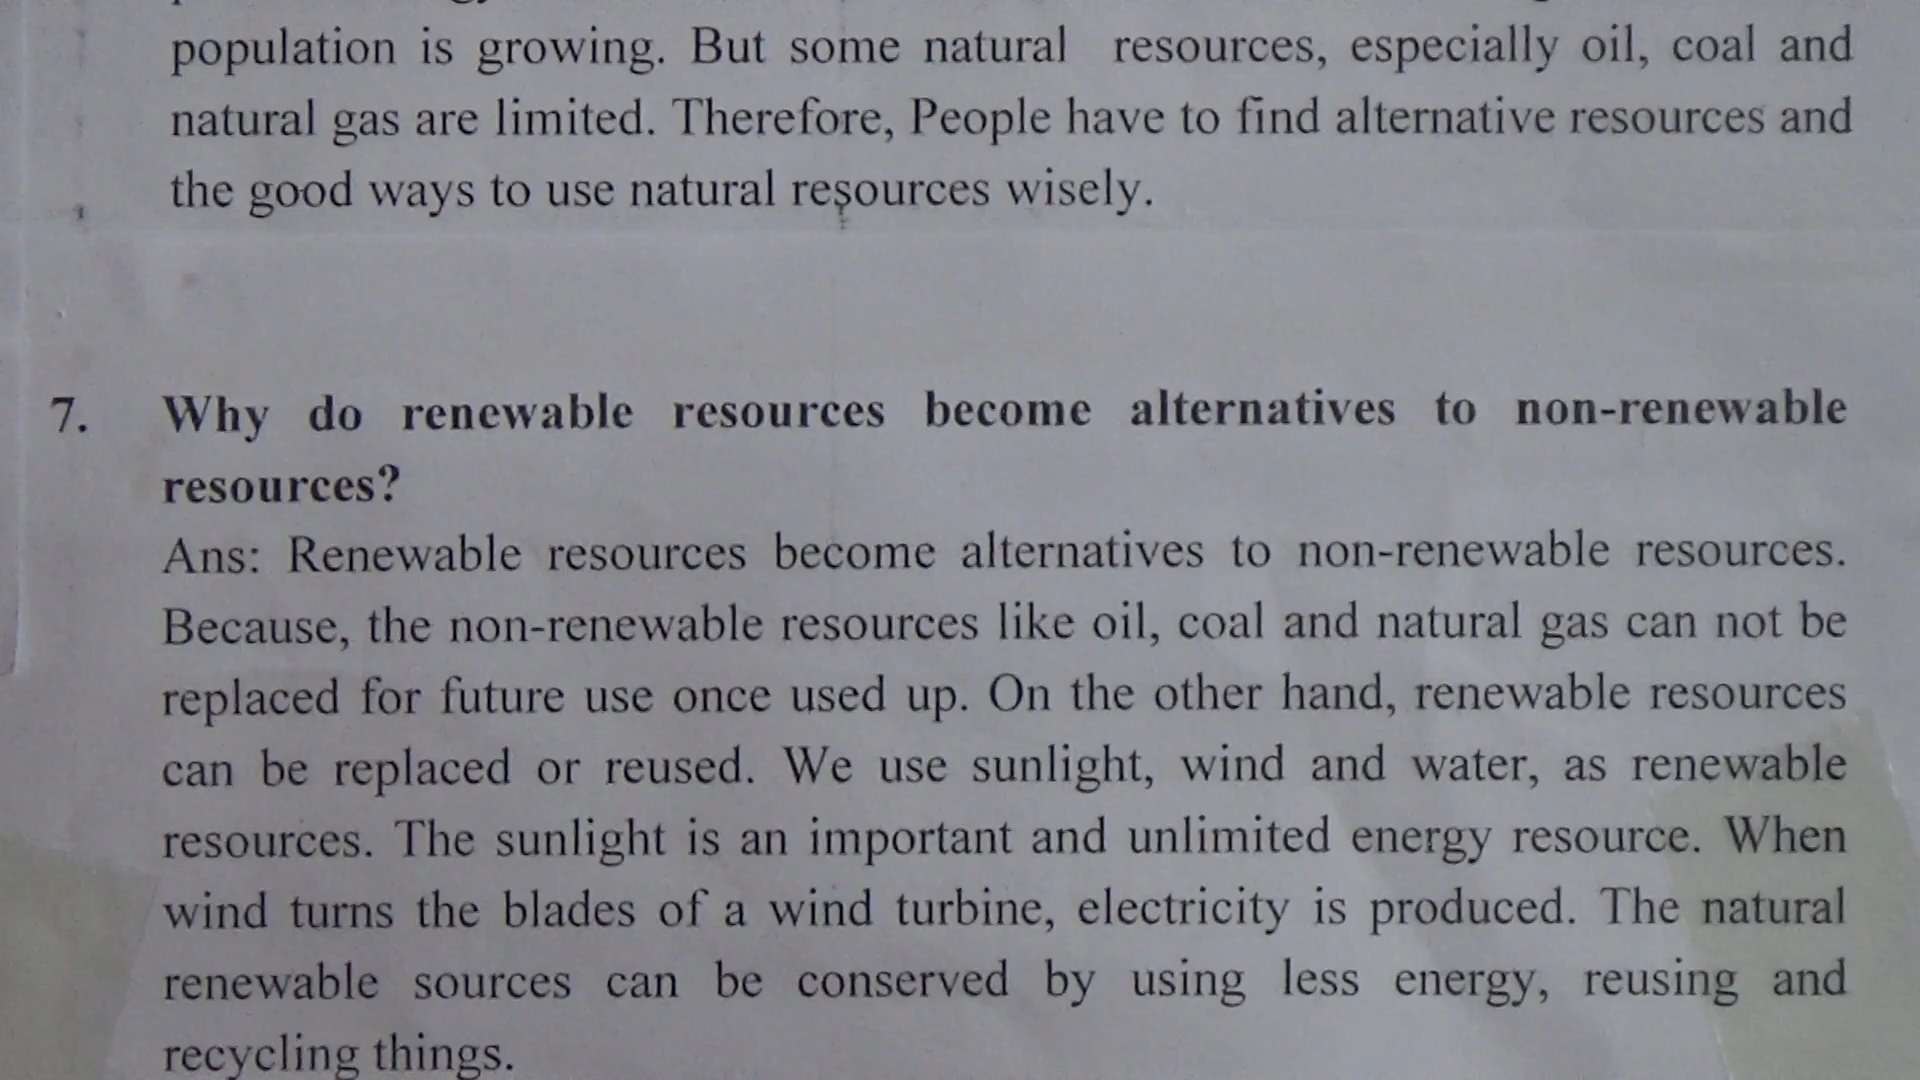 population is growing. But some natural resources, especially oil, coal and
natural gas are limited. Therefore, People have to find alternative resources and
the good ways to use natural resources wisely.
7. Why do renewable resources become alternatives to non-renewable
resources?
Ans: Renewable resources become alternatives to non-renewable resources.
Because, the non-renewable resources like oil, coal and natural gas can not be
replaced for future use once used up. On the other hand, renewable resources
can be replaced or reused. We use sunlight, wind and water, as renewable
resources. The sunlight is an important and unlimited energy resource. When
wind turns the blades of a wind turbine, electricity is produced. The natural
renewable sources can be conserved by using less energy, reusing and
recycling things.